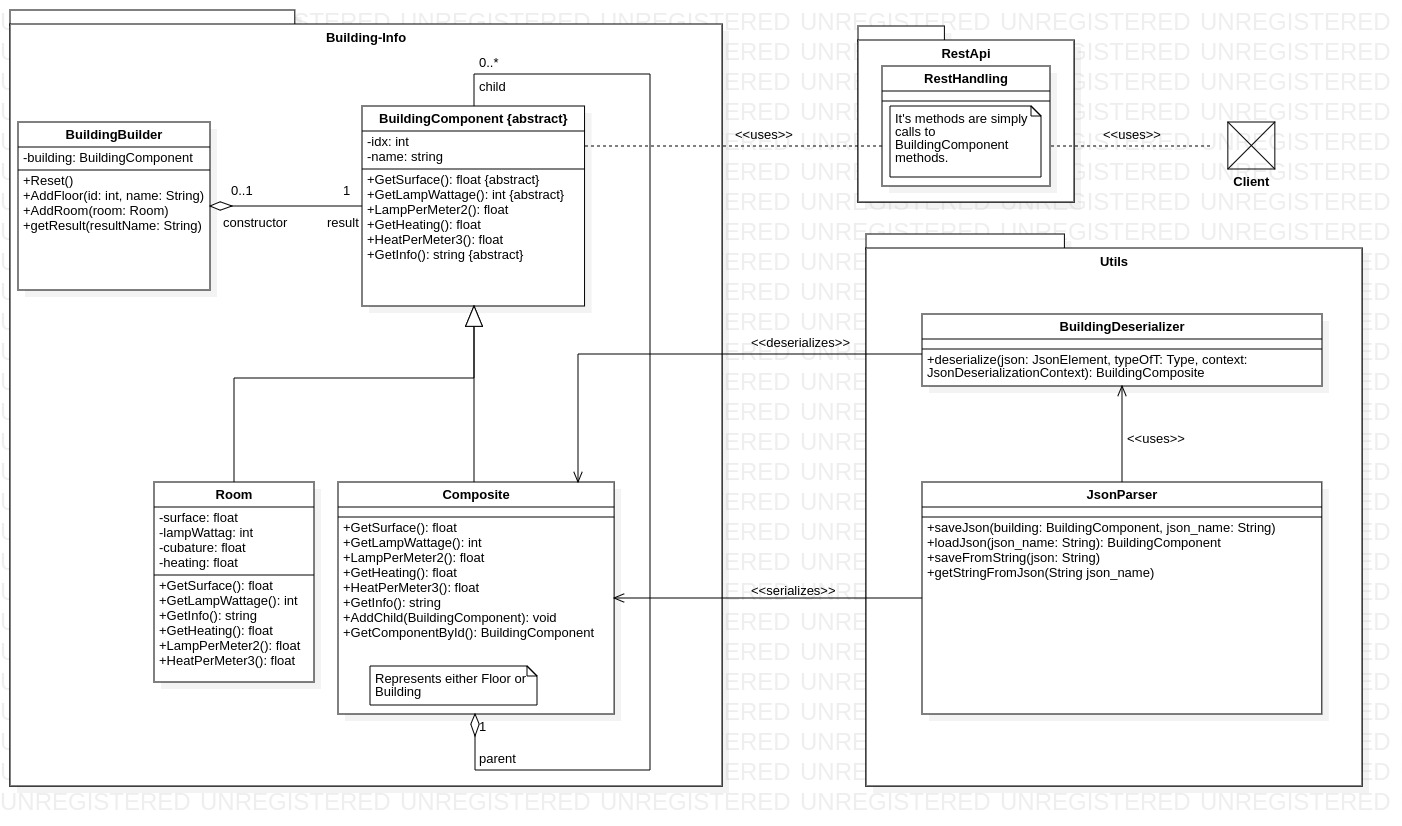 Building-Info
0..*
child
BuildingBuilder
-building: BuildingComponent
+Reset()
+AddFloor(id: int, name: String)
+AddRoom(room: Room)
+getResult(resultName: String)
0..1
constructor
1
result
BuildingComponent {abstract}
-idx: int
-name: string
+GetSurface(): float {abstract}
+GetLampWattage(): int {abstract}
+LampPerMeter2(): float
+GetHeating(): float
+HeatPerMeter3(): float
+GetInfo(): string {abstract}
<<uses>>
RestApi
RestHandling
It's methods are simply
calls to
BuildingComponent
methods.
<<uses>>
Client
Utils
BuildingDeserializer
+deserialize(json: JsonElement, typeOfT: Type, context:
JsonDeserializationContext): BuildingComposite
<<deserializes>>
<<uses>>
Room
-surface: float
-lampWattag: int
-cubature: float
-heating: float
+GetSurface(): float
+GetLampWattage(): int
+GetInfo(): string
+GetHeating(): float
+LampPerMeter2(): float
+HeatPerMeter3(): float
Composite
+GetSurface(): float
+GetLampWattage(): int
+LampPerMeter2(): float
+GetHeating(): float
+HeatPerMeter3(): float
+GetInfo(): string
+AddChild(BuildingComponent): void
+GetComponentById(): BuildingComponent
Represents either Floor or
Building
1
parent
<<serializes>>
JsonParser
+saveJson(building: BuildingComponent, json_name: String)
+loadJson(json_name: String): BuildingComponent
+saveFromString(json: String)
+getStringFromJson(String json_name)
UNREGISTERED UNREGISTERED UNREGISTERED UNREGISTERED UNREGISTERED UNREGISTERED UNREGISTERED